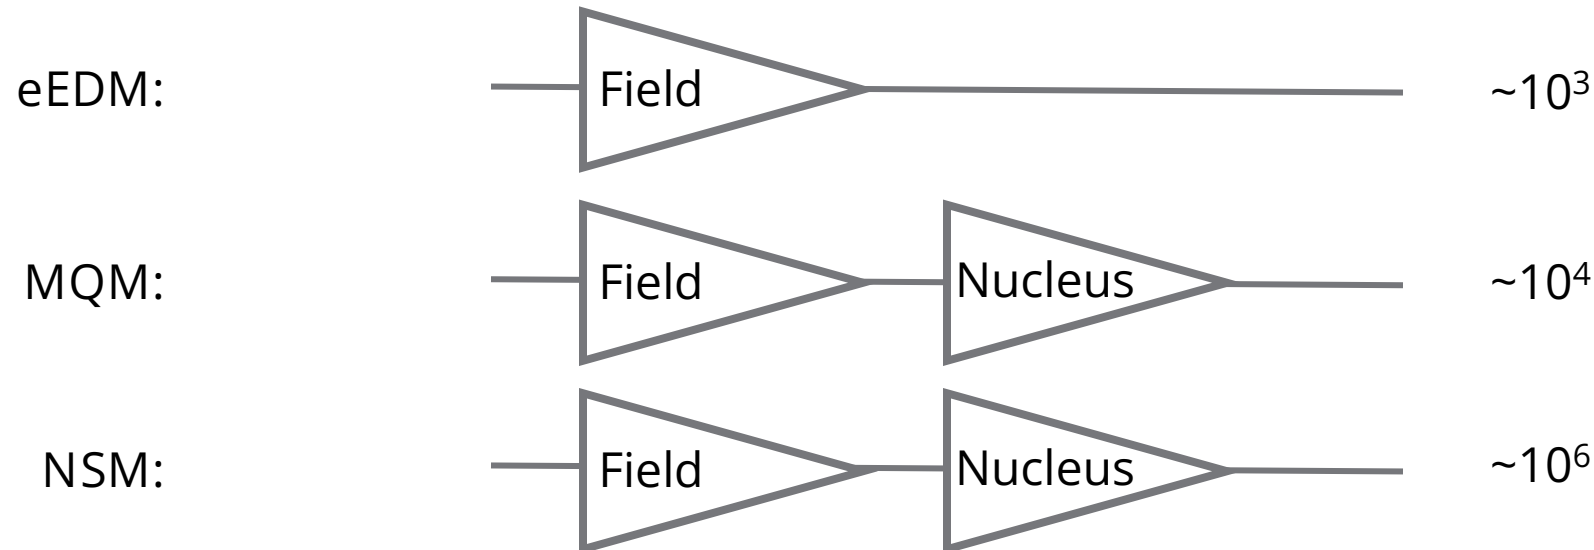 eEDM: Field ~10³
MQM: Field Nucleus ~10⁴
NSM: Field Nucleus ~10⁶